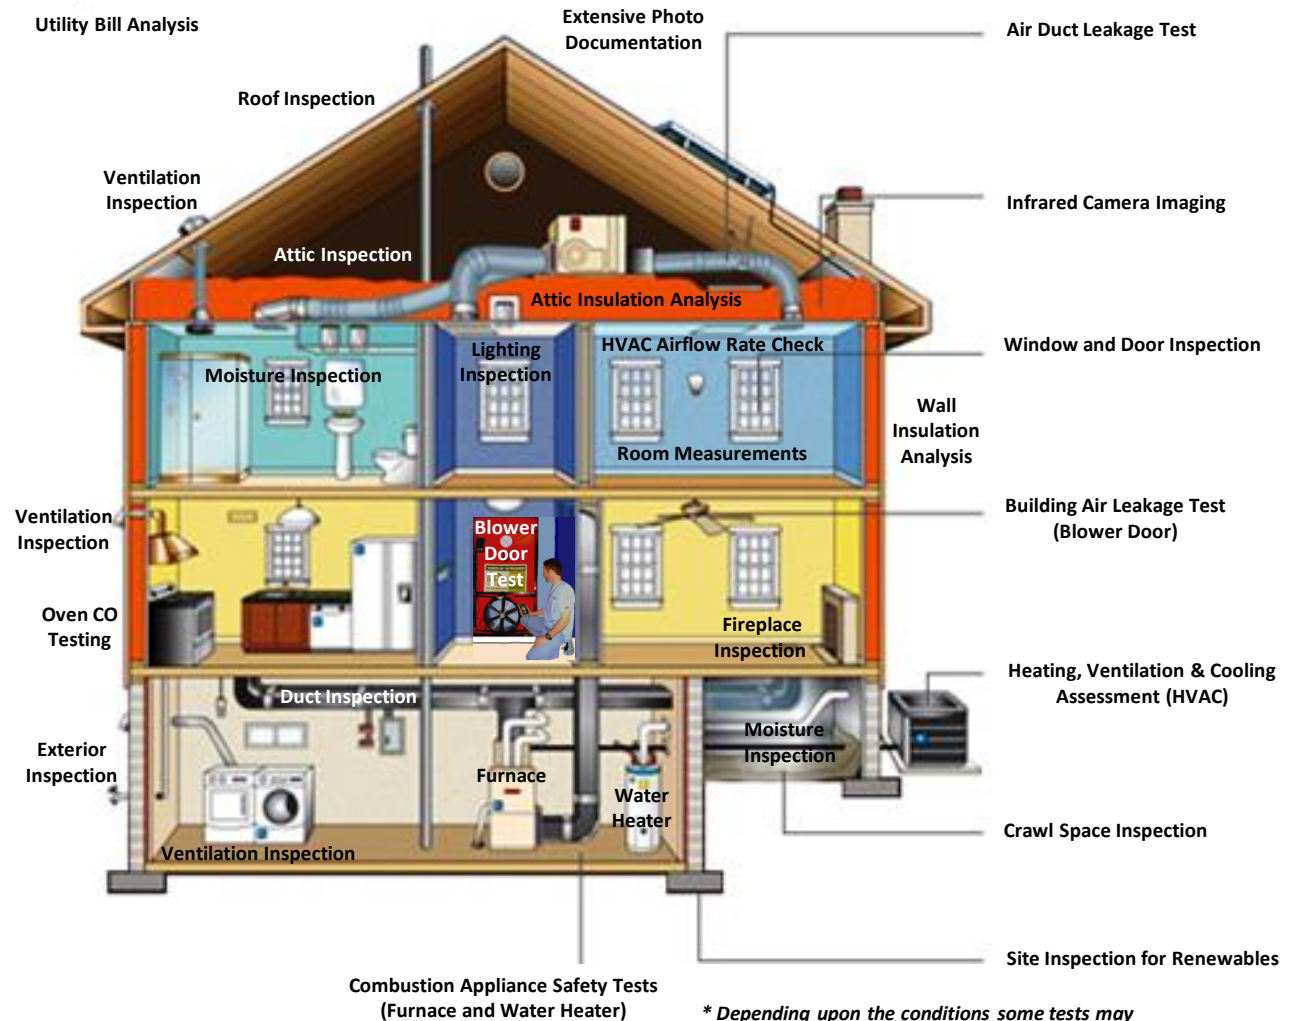 Utility Bill Analysis
Extensive Photo
Documentation
Air Duct Leakage Test
Roof Inspection
Ventilation
Inspection
Infrared Camera Imaging
Attic Inspection
Attic Insulation Analysis
Lighting
Inspection
HVAC Airflow Rate Check
Window and Door Inspection
Moisture Inspection
Wall
Insulation
Analysis
Room Measurements
Ventilation
Inspection
Building Air Leakage Test
(Blower Door)
Blower
Door
Test
Oven CO
Testing
Fireplace
Inspection
Heating, Ventilation & Cooling
Assessment (HVAC)
Duct Inspection
Moisture
Inspection
Exterior
Inspection
Furnace
Water
Heater
Crawl Space Inspection
Ventilation Inspection
Site Inspection for Renewables
Combustion Appliance Safety Tests
(Furnace and Water Heater)
* Depending upon the conditions some tests may